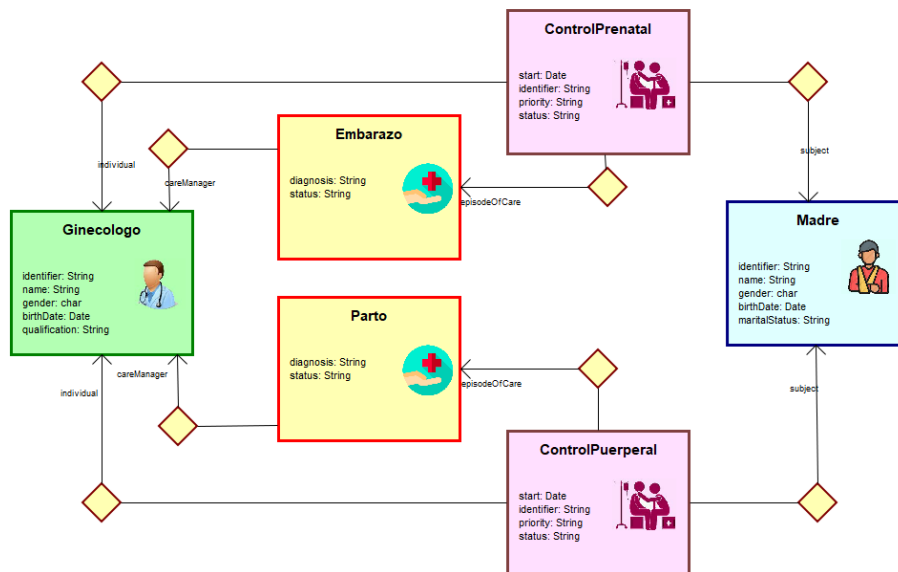 ControlPrenatal
start: Date
identifier: String
priority: String
status: String
Embarazo
diagnosis: String
status: String
individual
careManager
subject
episodeOfCare
Ginecologo
identifier: String
name: String
gender: char
birthDate: Date
qualification: String
Madre
identifier: String
name: String
gender: char
birthDate: Date
maritalStatus: String
Parto
diagnosis: String
status: String
careManager
individual
episodeOfCare
subject
ControlPuerperal
start: Date
identifier: String
priority: String
status: String